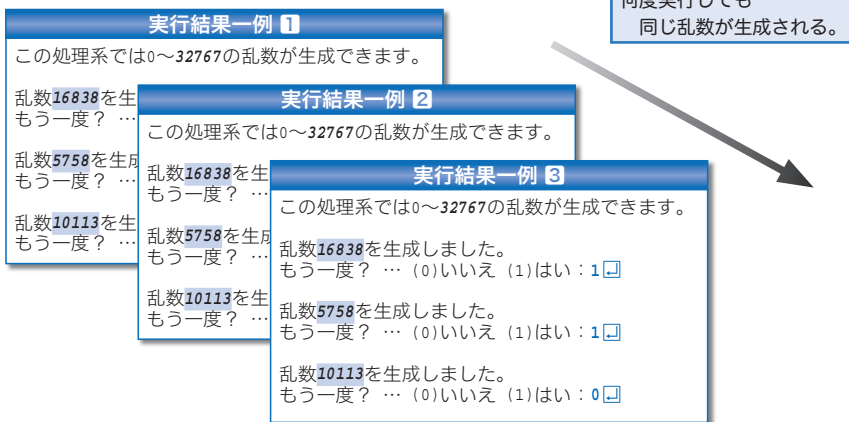 何度実行しても
同じ乱数が生成される。
実行結果一例 1
この処理系では0~32767の乱数が生成できます。
乱数16838を生
もう一度? …
乱数5758を生成
もう一度? …
乱数10113を生
もう一度? …
実行結果一例 2
この処理系では0~32767の乱数が生成できます。
乱数16838を生
もう一度? …
乱数5758を生成
もう一度? …
乱数10113を生
もう一度? …
実行結果一例 3
この処理系では0~32767の乱数が生成できます。
乱数16838を生成しました。
もう一度? … (0)いいえ (1)はい:1↵
乱数5758を生成しました。
もう一度? … (0)いいえ (1)はい:1↵
乱数10113を生成しました。
もう一度? … (0)いいえ (1)はい:0↵